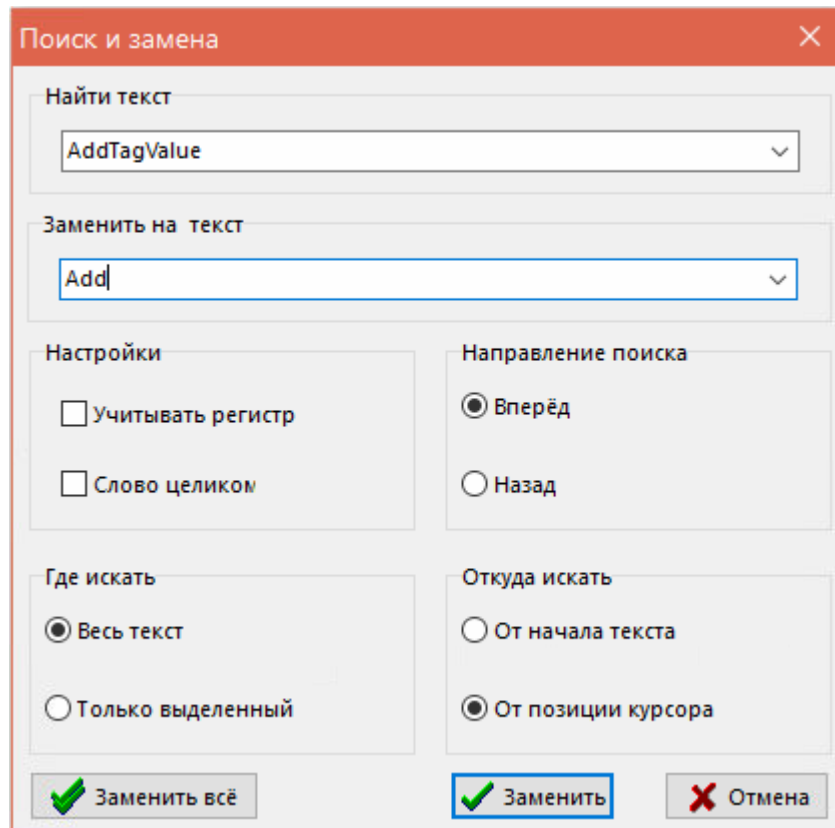 Поиск и замена
Найти текст
AddTagValue
Заменить на  текст
Add
Настройки
Направление поиска
Учитывать регистр
Вперёд
Слово целиком
Назад
Где искать
Откуда искать
Весь текст
От начала текста
Только выделенный
От позиции курсора
Заменить всё
Заменить
Отмена